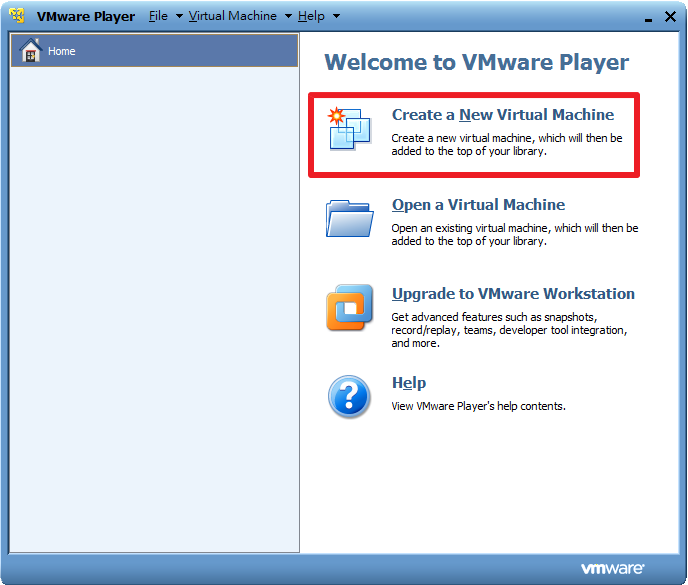 VMware Player File Virtual Machine Help
Home
Welcome to VMware Player
Create a New Virtual Machine
Create a new virtual machine, which will then be
added to the top of your library.
Open a Virtual Machine
Open an existing virtual machine, which will then be
added to the top of your library.
Upgrade to VMware Workstation
Get advanced features such as snapshots,
record/replay, teams, developer tool integration,
and more.
Help
View VMware Player's help contents.
vmware